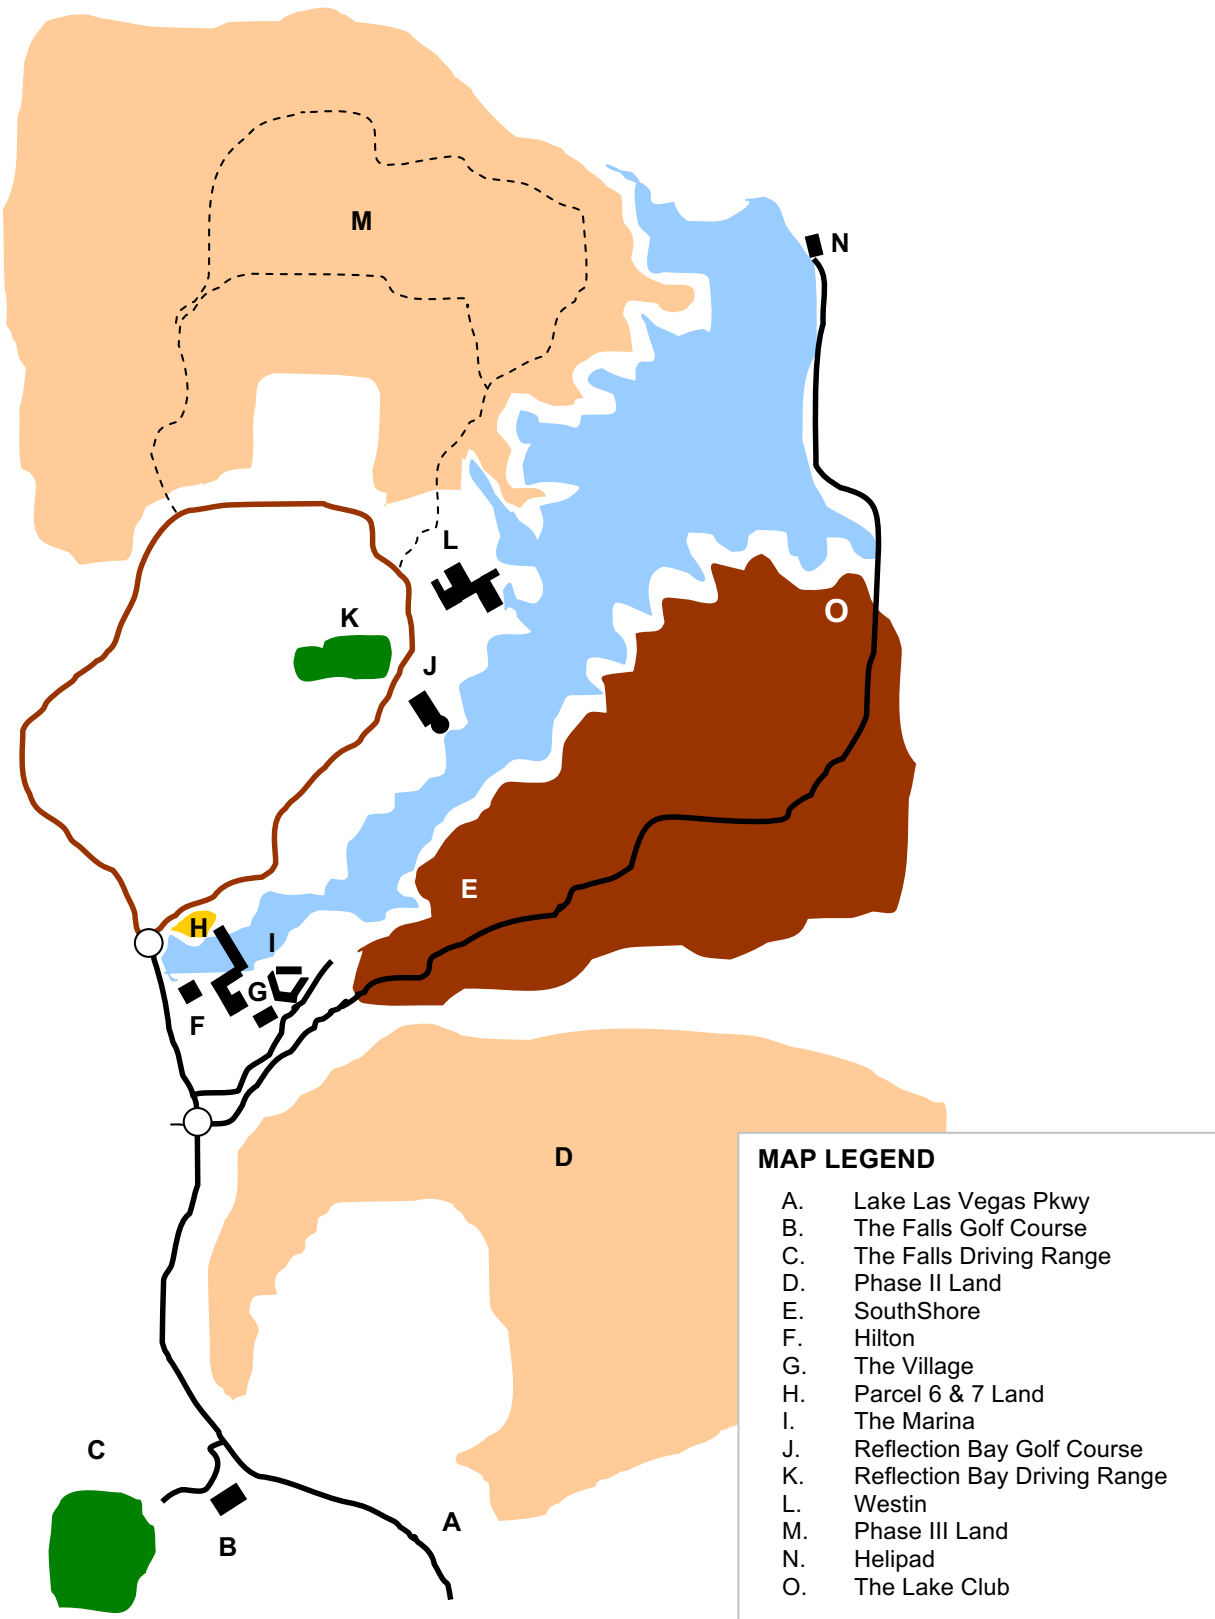 M
N
L
O
K
J
E
H
I
G
F
D
MAP LEGEND
A. Lake Las Vegas Pkwy
B. The Falls Golf Course
C. The Falls Driving Range
D. Phase II Land
E. SouthShore
F. Hilton
G. The Village
H. Parcel 6 & 7 Land
I. The Marina
J. Reflection Bay Golf Course
K. Reflection Bay Driving Range
L. Westin
M. Phase III Land
N. Helipad
O. The Lake Club
C
A
B